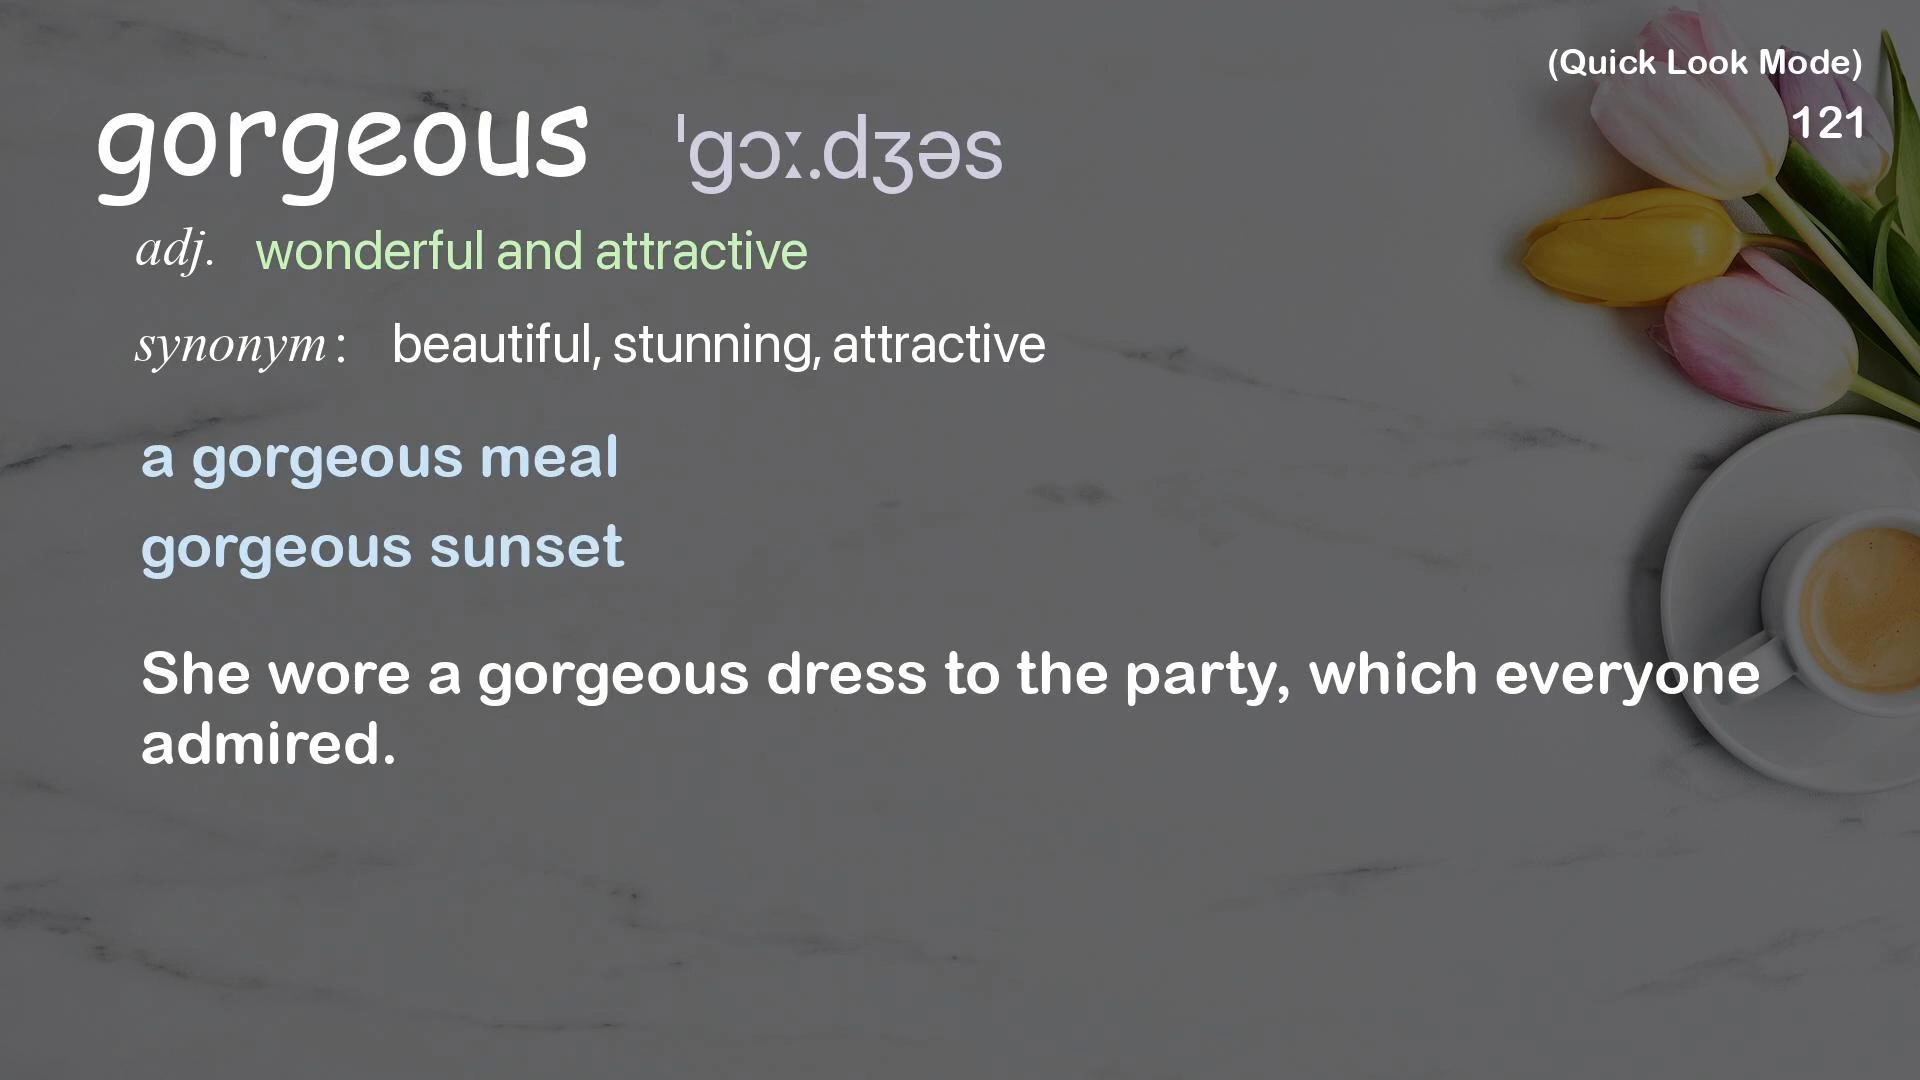 (Quick Look Mode)
121
gorgeous ˈɡɔː.dʒəs
adj. wonderful and attractive
synonym: beautiful, stunning, attractive
a gorgeous meal
gorgeous sunset
She wore a gorgeous dress to the party, which everyone
admired.